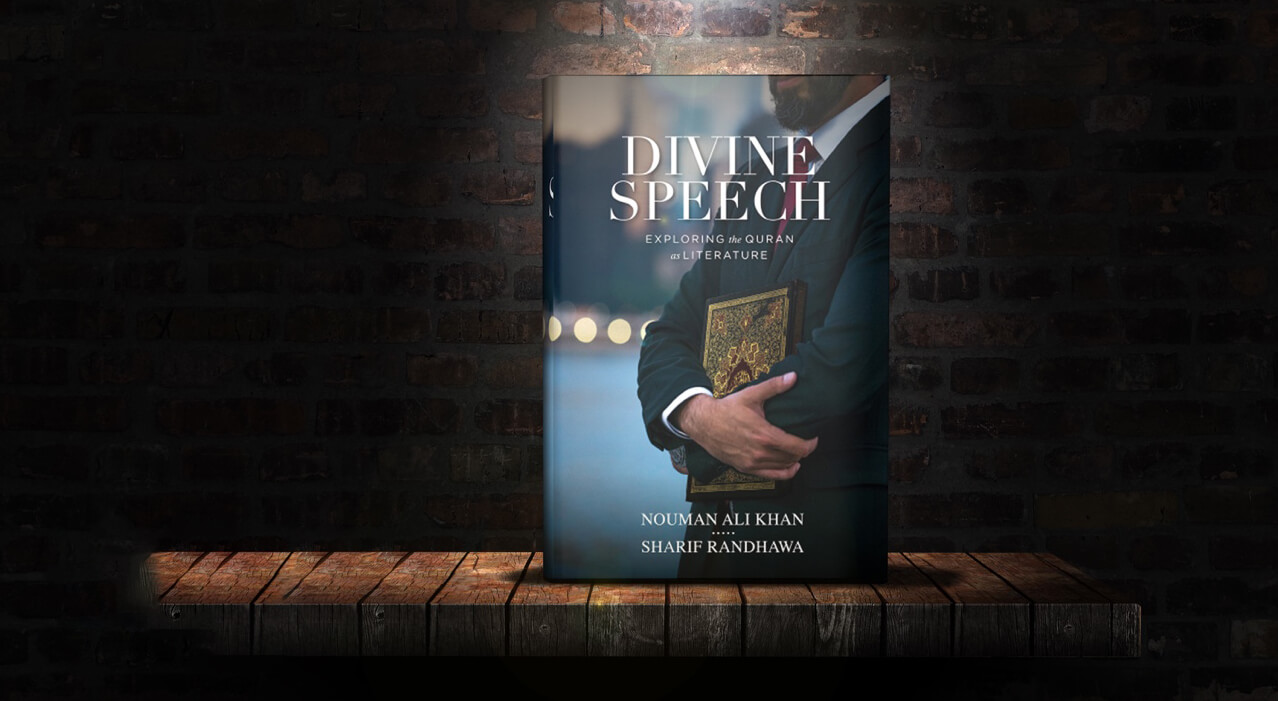 DIVINE
SPEECH
EXPLORING the QURAN
as LITERATURE
NOUMAN ALI KHAN
SHARIF RANDHAWA